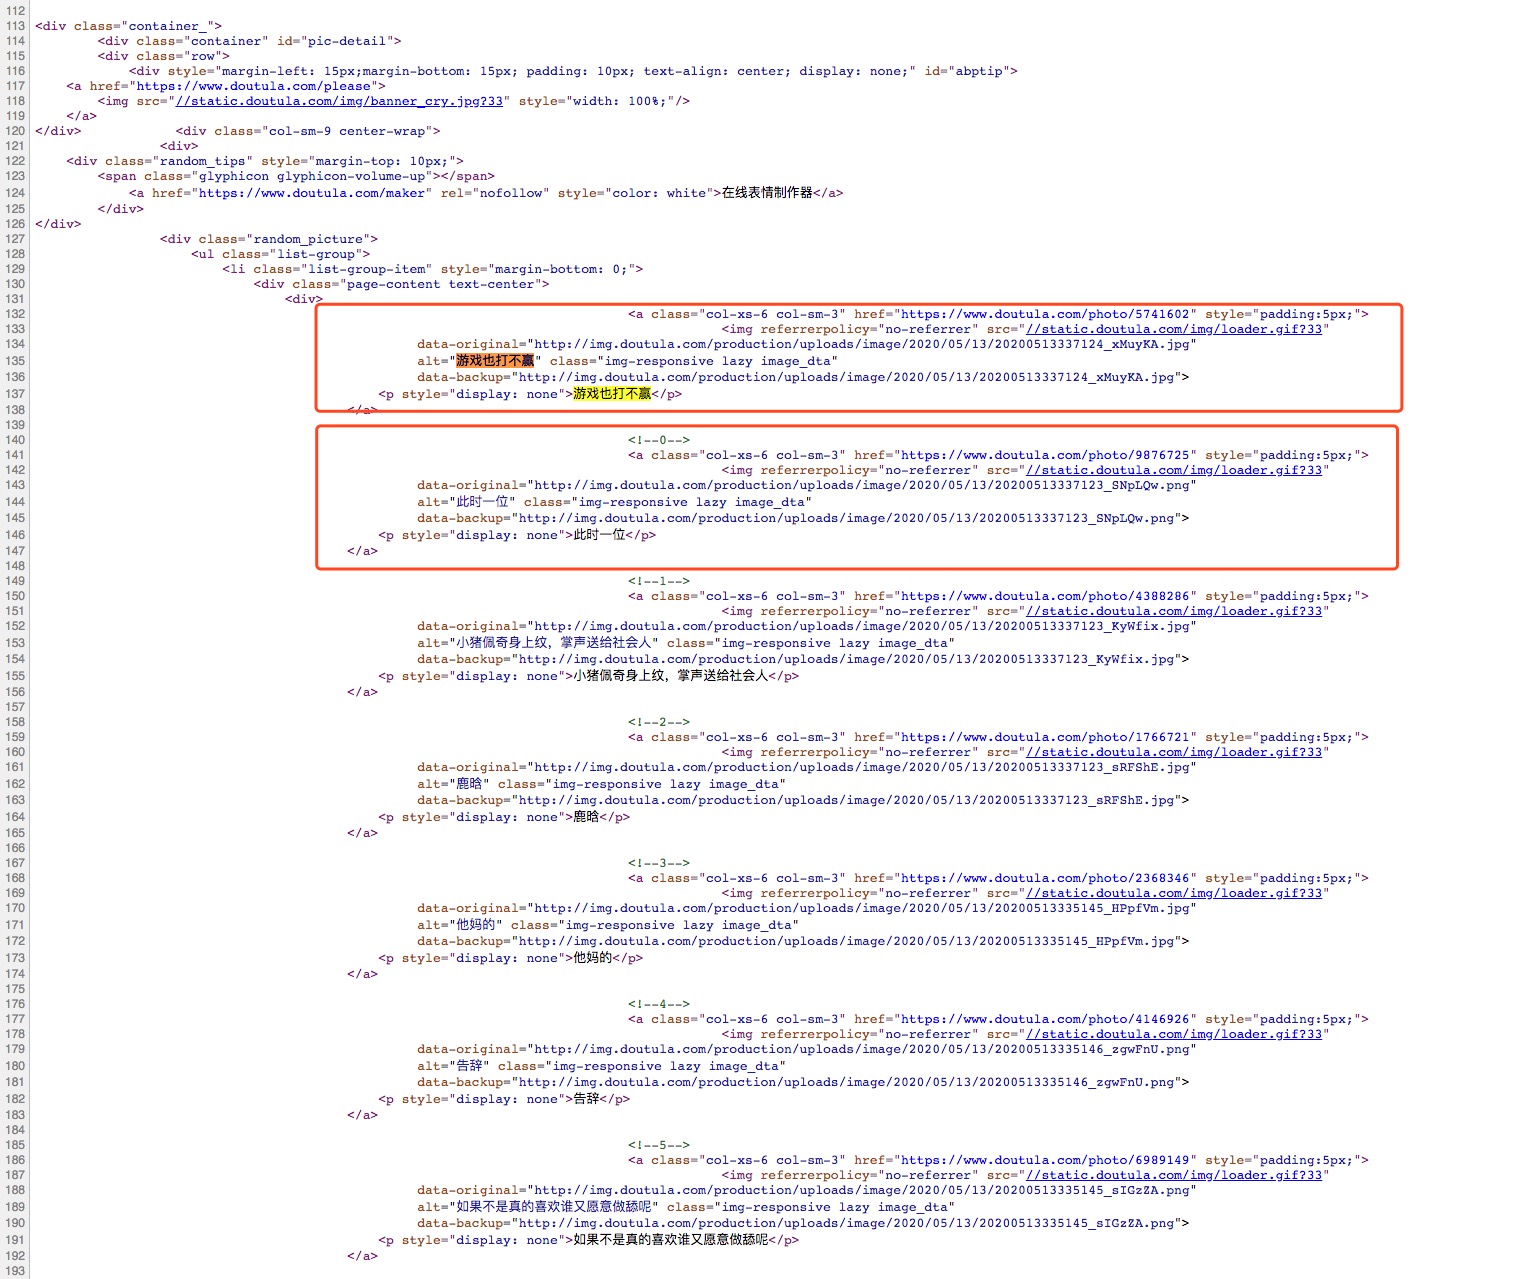 112
113 <div class="container_">
114 <div class="container" id="pic-detail">
115 <div class="row">
116 <div style="margin-left: 15px;margin-bottom: 15px; padding: 10px; text-align: center; display: none;" id="abptip">
117 <a href="https://www.doutula.com/please">
118 <img src="//static.doutula.com/img/banner_cry.jpg?33" style="width: 100%;"/>
119 </a>
120 </div> <div class="col-sm-9 center-wrap">
121 <div>
122 <div class="random_tips" style="margin-top: 10px;">
123 <span class="glyphicon glyphicon-volume-up"></span>
124 <a href="https://www.doutula.com/maker" rel="nofollow" style="color: white">在线表情制作器</a>
125 </div>
126 </div>
127 <div class="random_picture">
128 <ul class="list-group">
129 <li class="list-group-item" style="margin-bottom: 0;">
130 <div class="page-content text-center">
131 <div>
132 <a class="col-xs-6 col-sm-3" href="https://www.doutula.com/photo/5741602" style="padding:5px;">
133 <img referrerpolicy="no-referrer" src="//static.doutula.com/img/loader.gif?33"
134 data-original="http://img.doutula.com/production/uploads/image/2020/05/13/20200513337124_xMuyKA.jpg"
135 alt="游戏也打不赢" class="img-responsive lazy image_dta"
136 data-backup="http://img.doutula.com/production/uploads/image/2020/05/13/20200513337124_xMuyKA.jpg">
137 <p style="display: none">游戏也打不赢</p>
138 </a>
139
140 <!--0-->
141 <a class="col-xs-6 col-sm-3" href="https://www.doutula.com/photo/9876725" style="padding:5px;">
142 <img referrerpolicy="no-referrer" src="//static.doutula.com/img/loader.gif?33"
143 data-original="http://img.doutula.com/production/uploads/image/2020/05/13/20200513337123_SNpLQw.png"
144 alt="此时一位" class="img-responsive lazy image_dta"
145 data-backup="http://img.doutula.com/production/uploads/image/2020/05/13/20200513337123_SNpLQw.png">
146 <p style="display: none">此时一位</p>
147 </a>
148
149 <!--1-->
150 <a class="col-xs-6 col-sm-3" href="https://www.doutula.com/photo/4388286" style="padding:5px;">
151 <img referrerpolicy="no-referrer" src="//static.doutula.com/img/loader.gif?33"
152 data-original="http://img.doutula.com/production/uploads/image/2020/05/13/20200513337123_KyWfix.jpg"
153 alt="小猪佩奇身上纹，掌声送给社会人" class="img-responsive lazy image_dta"
154 data-backup="http://img.doutula.com/production/uploads/image/2020/05/13/20200513337123_KyWfix.jpg">
155 <p style="display: none">小猪佩奇身上纹，掌声送给社会人</p>
156 </a>
157
158 <!--2-->
159 <a class="col-xs-6 col-sm-3" href="https://www.doutula.com/photo/1766721" style="padding:5px;">
160 <img referrerpolicy="no-referrer" src="//static.doutula.com/img/loader.gif?33"
161 data-original="http://img.doutula.com/production/uploads/image/2020/05/13/20200513337123_sRFShE.jpg"
162 alt="鹿晗" class="img-responsive lazy image_dta"
163 data-backup="http://img.doutula.com/production/uploads/image/2020/05/13/20200513337123_sRFShE.jpg">
164 <p style="display: none">鹿晗</p>
165 </a>
166
167 <!--3-->
168 <a class="col-xs-6 col-sm-3" href="https://www.doutula.com/photo/2368346" style="padding:5px;">
169 <img referrerpolicy="no-referrer" src="//static.doutula.com/img/loader.gif?33"
170 data-original="http://img.doutula.com/production/uploads/image/2020/05/13/20200513335145_HPpfVm.jpg"
171 alt="他妈的" class="img-responsive lazy image_dta"
172 data-backup="http://img.doutula.com/production/uploads/image/2020/05/13/20200513335145_HPpfVm.jpg">
173 <p style="display: none">他妈的</p>
174 </a>
175
176 <!--4-->
177 <a class="col-xs-6 col-sm-3" href="https://www.doutula.com/photo/4146926" style="padding:5px;">
178 <img referrerpolicy="no-referrer" src="//static.doutula.com/img/loader.gif?33"
179 data-original="http://img.doutula.com/production/uploads/image/2020/05/13/20200513335146_zgwFnU.png"
180 alt="告辞" class="img-responsive lazy image_dta"
181 data-backup="http://img.doutula.com/production/uploads/image/2020/05/13/20200513335146_zgwFnU.png">
182 <p style="display: none">告辞</p>
183 </a>
184
185 <!--5-->
186 <a class="col-xs-6 col-sm-3" href="https://www.doutula.com/photo/6989149" style="padding:5px;">
187 <img referrerpolicy="no-referrer" src="//static.doutula.com/img/loader.gif?33"
188 data-original="http://img.doutula.com/production/uploads/image/2020/05/13/20200513335145_sIGzZA.png"
189 alt="如果不是真的喜欢谁又愿意做舔呢" class="img-responsive lazy image_dta"
190 data-backup="http://img.doutula.com/production/uploads/image/2020/05/13/20200513335145_sIGzZA.png">
191 <p style="display: none">如果不是真的喜欢谁又愿意做舔呢</p>
192 </a>
193